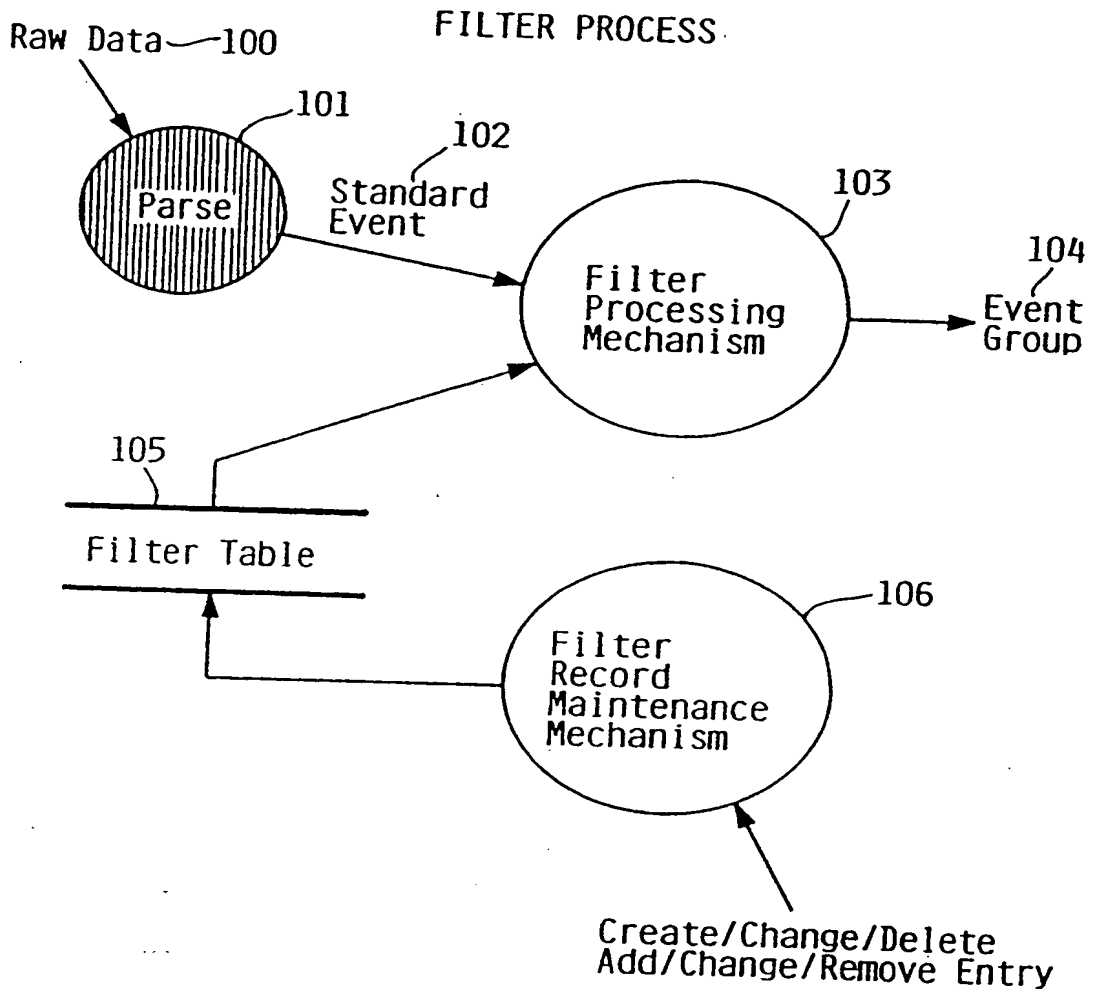 FILTER PROCESS
Raw Data 100
101
102
Parse
Standard
Event
103
104
Filter
Processing
Mechanism
Event
Group
105
Filter Table
106
Filter
Record
Maintenance
Mechanism
Create/Change/Delete
Add/Change/Remove Entry